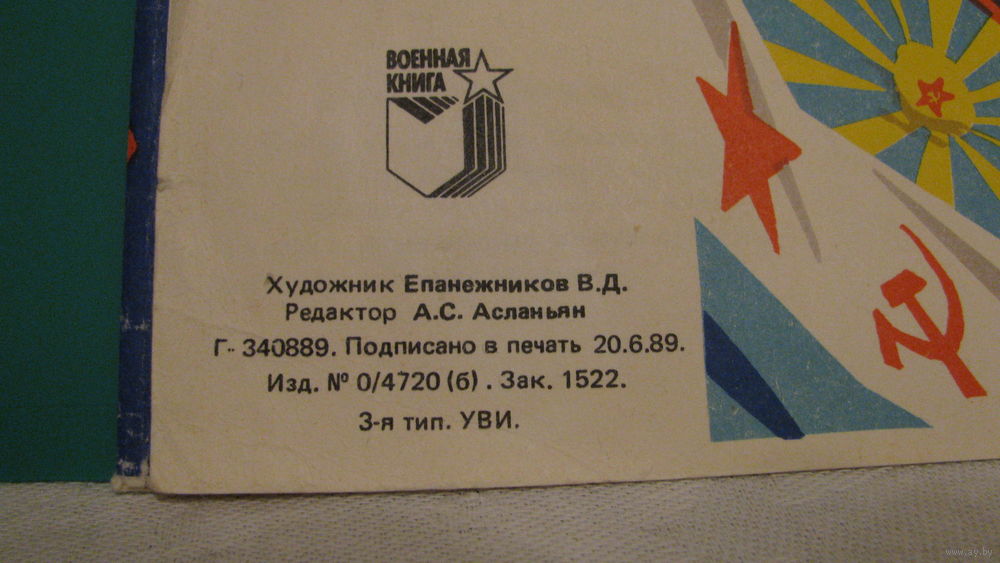 ВОЕННАЯ
КНИГА
Художник Епанежников В.Д.
Редактор А.С. Асланьян
Г- 340889. Подписано в печать 20.6.89.
Изд. № 0/4720 (б) . Зак. 1522.
3-я тип. УВИ.
www.ay.by